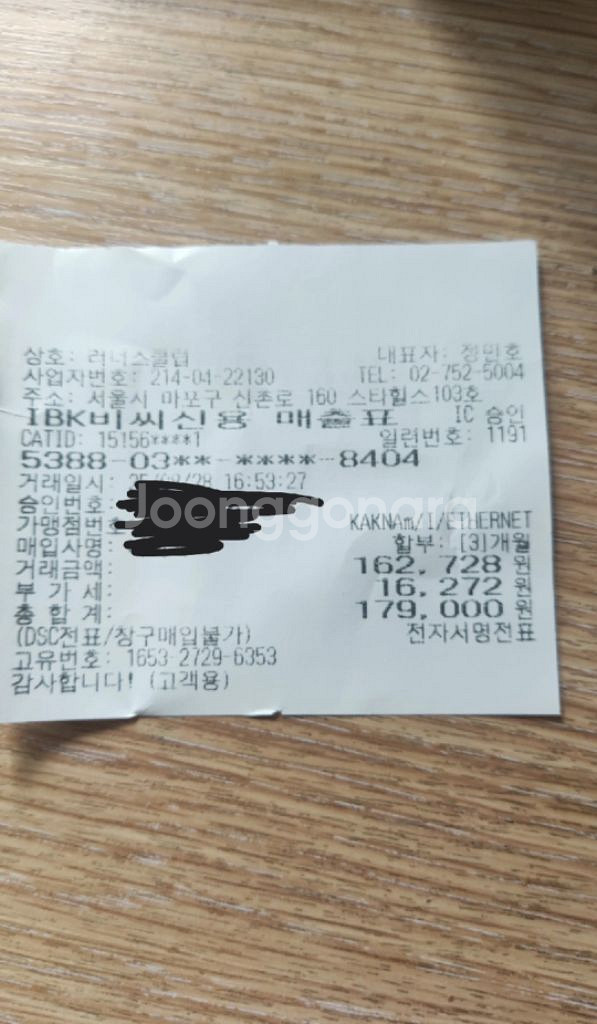 상호: 러너스클럽 대표자: 정민호
사업자번호: 214-04-22130 TEL: 02-752-5004
주소: 서울시 마포구 신촌로 160 스타힐스103호
IBK비씨신용 매출표 IC 승인
CATID: 15156****1 일련번호: 1191
5388-03**-****-8404
거래일시: 25/08/28 16:53:27
승인번호:
가맹점번호 KAKNAm/I/ETHERNET
매입사명: 할부: [3]개월
거래금액: 162,728 원
부 가 세: 16,272 원
총 합 계: 179,000 원
(DSC전표/창구매입불가) 전자서명전표
고유번호: 1653-2729-6353
감사합니다! (고객용)
Joonggonara